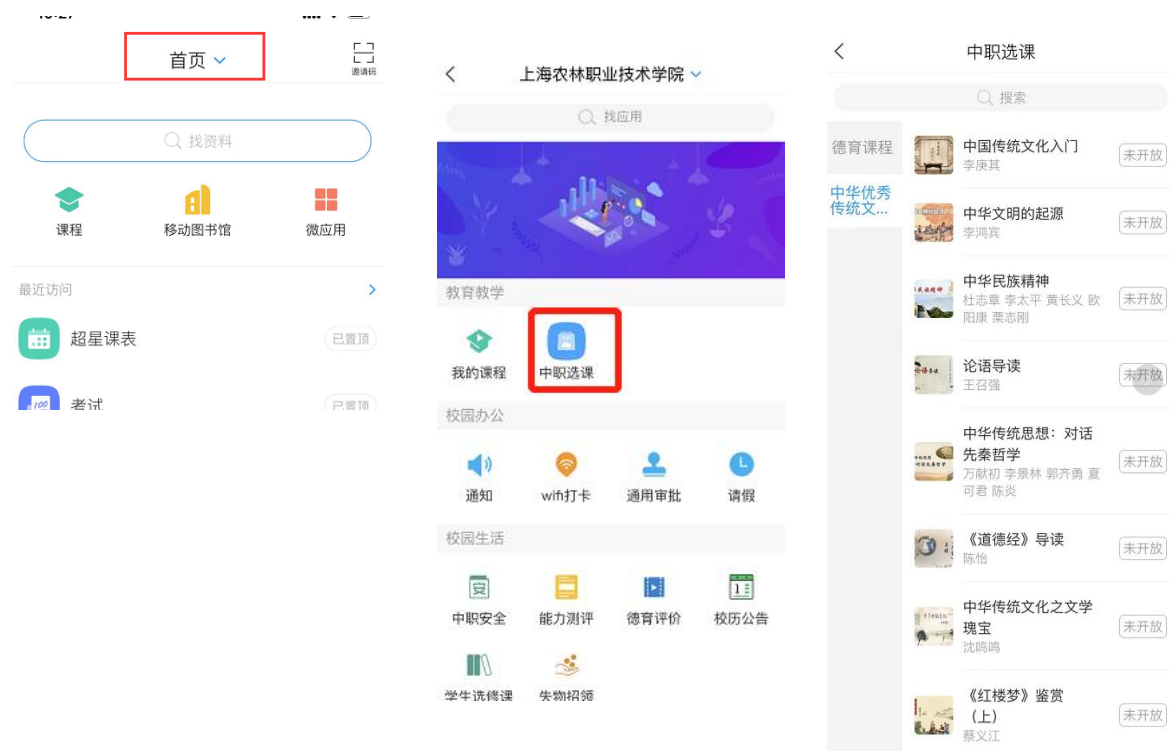 首页
邀请码
找资料
课程
移动图书馆
微应用
最近访问
超星课表
已置顶
考试
已置顶
上海农林职业技术学院
找应用
教育教学
我的课程
中职选课
校园办公
通知
wifi打卡
通用审批
请假
校园生活
中职安全
能力测评
德育评价
校历公告
学生选修课
失物招领
中职选课
搜索
德育课程
中华优秀
传统文...
中国传统文化入门
李庚其
未开放
中华文明的起源
李鸿宾
未开放
中华民族精神
杜志章 李太平 黄长义 欧
阳康 栗志刚
未开放
论语导读
王召强
未开放
中华传统思想：对话
先秦哲学
万献初 李景林 郭齐勇 夏
可君 陈炎
未开放
《道德经》导读
陈怡
未开放
中华传统文化之文学
瑰宝
沈鸣鸣
未开放
《红楼梦》鉴赏
（上）
蔡义江
未开放